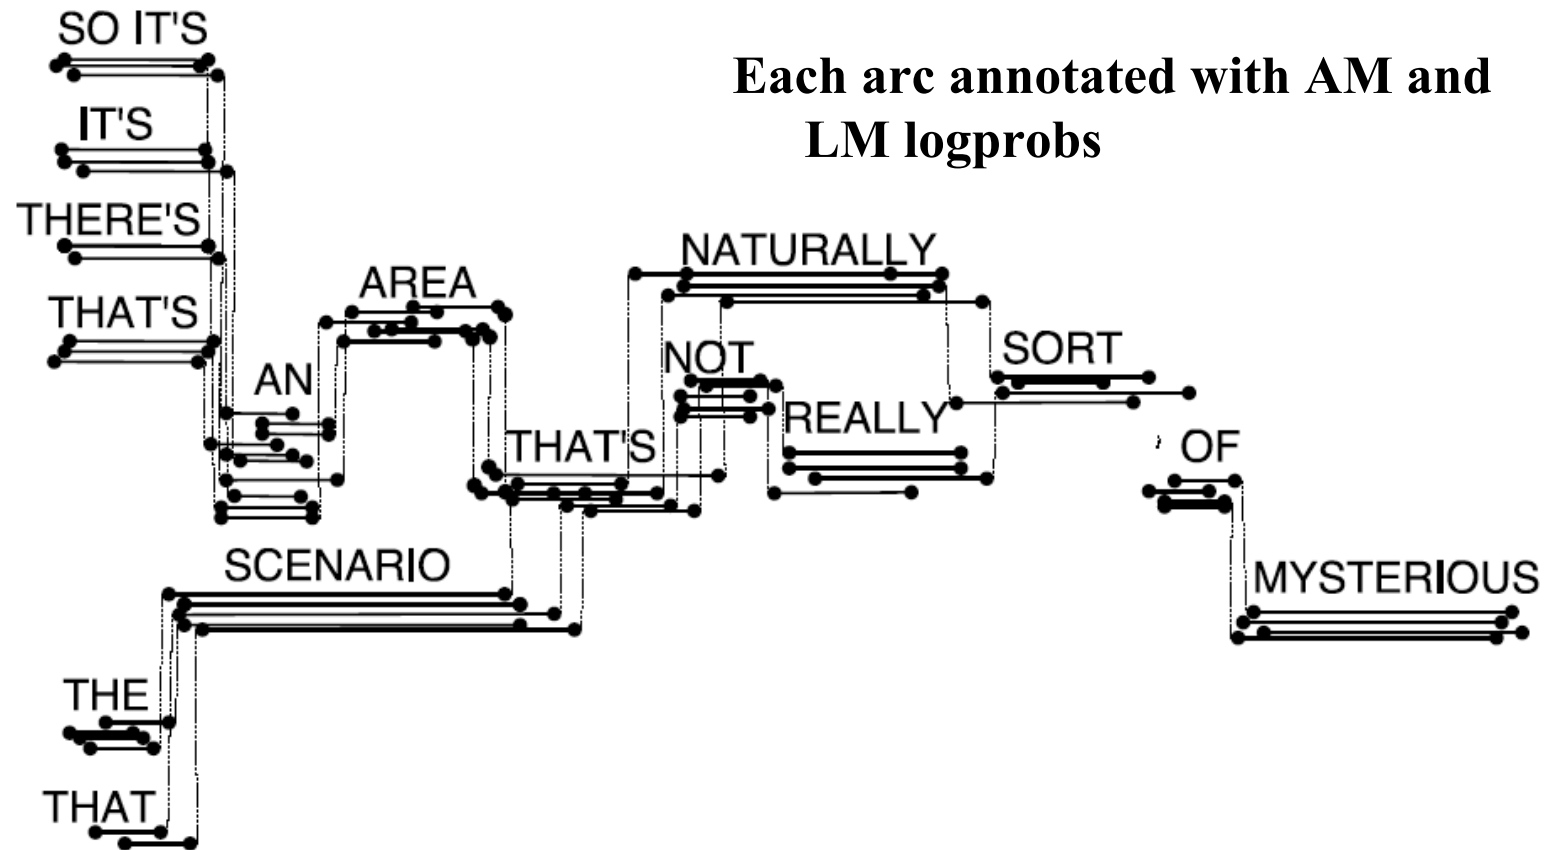 SO IT'S
Each arc annotated with AM and
LM logprobs
IT'S
THERE'S
NATURALLY
AREA
THAT'S
NOT
SORT
AN
REALLY
THAT'S
OF
SCENARIO
MYSTERIOUS
THE
THAT